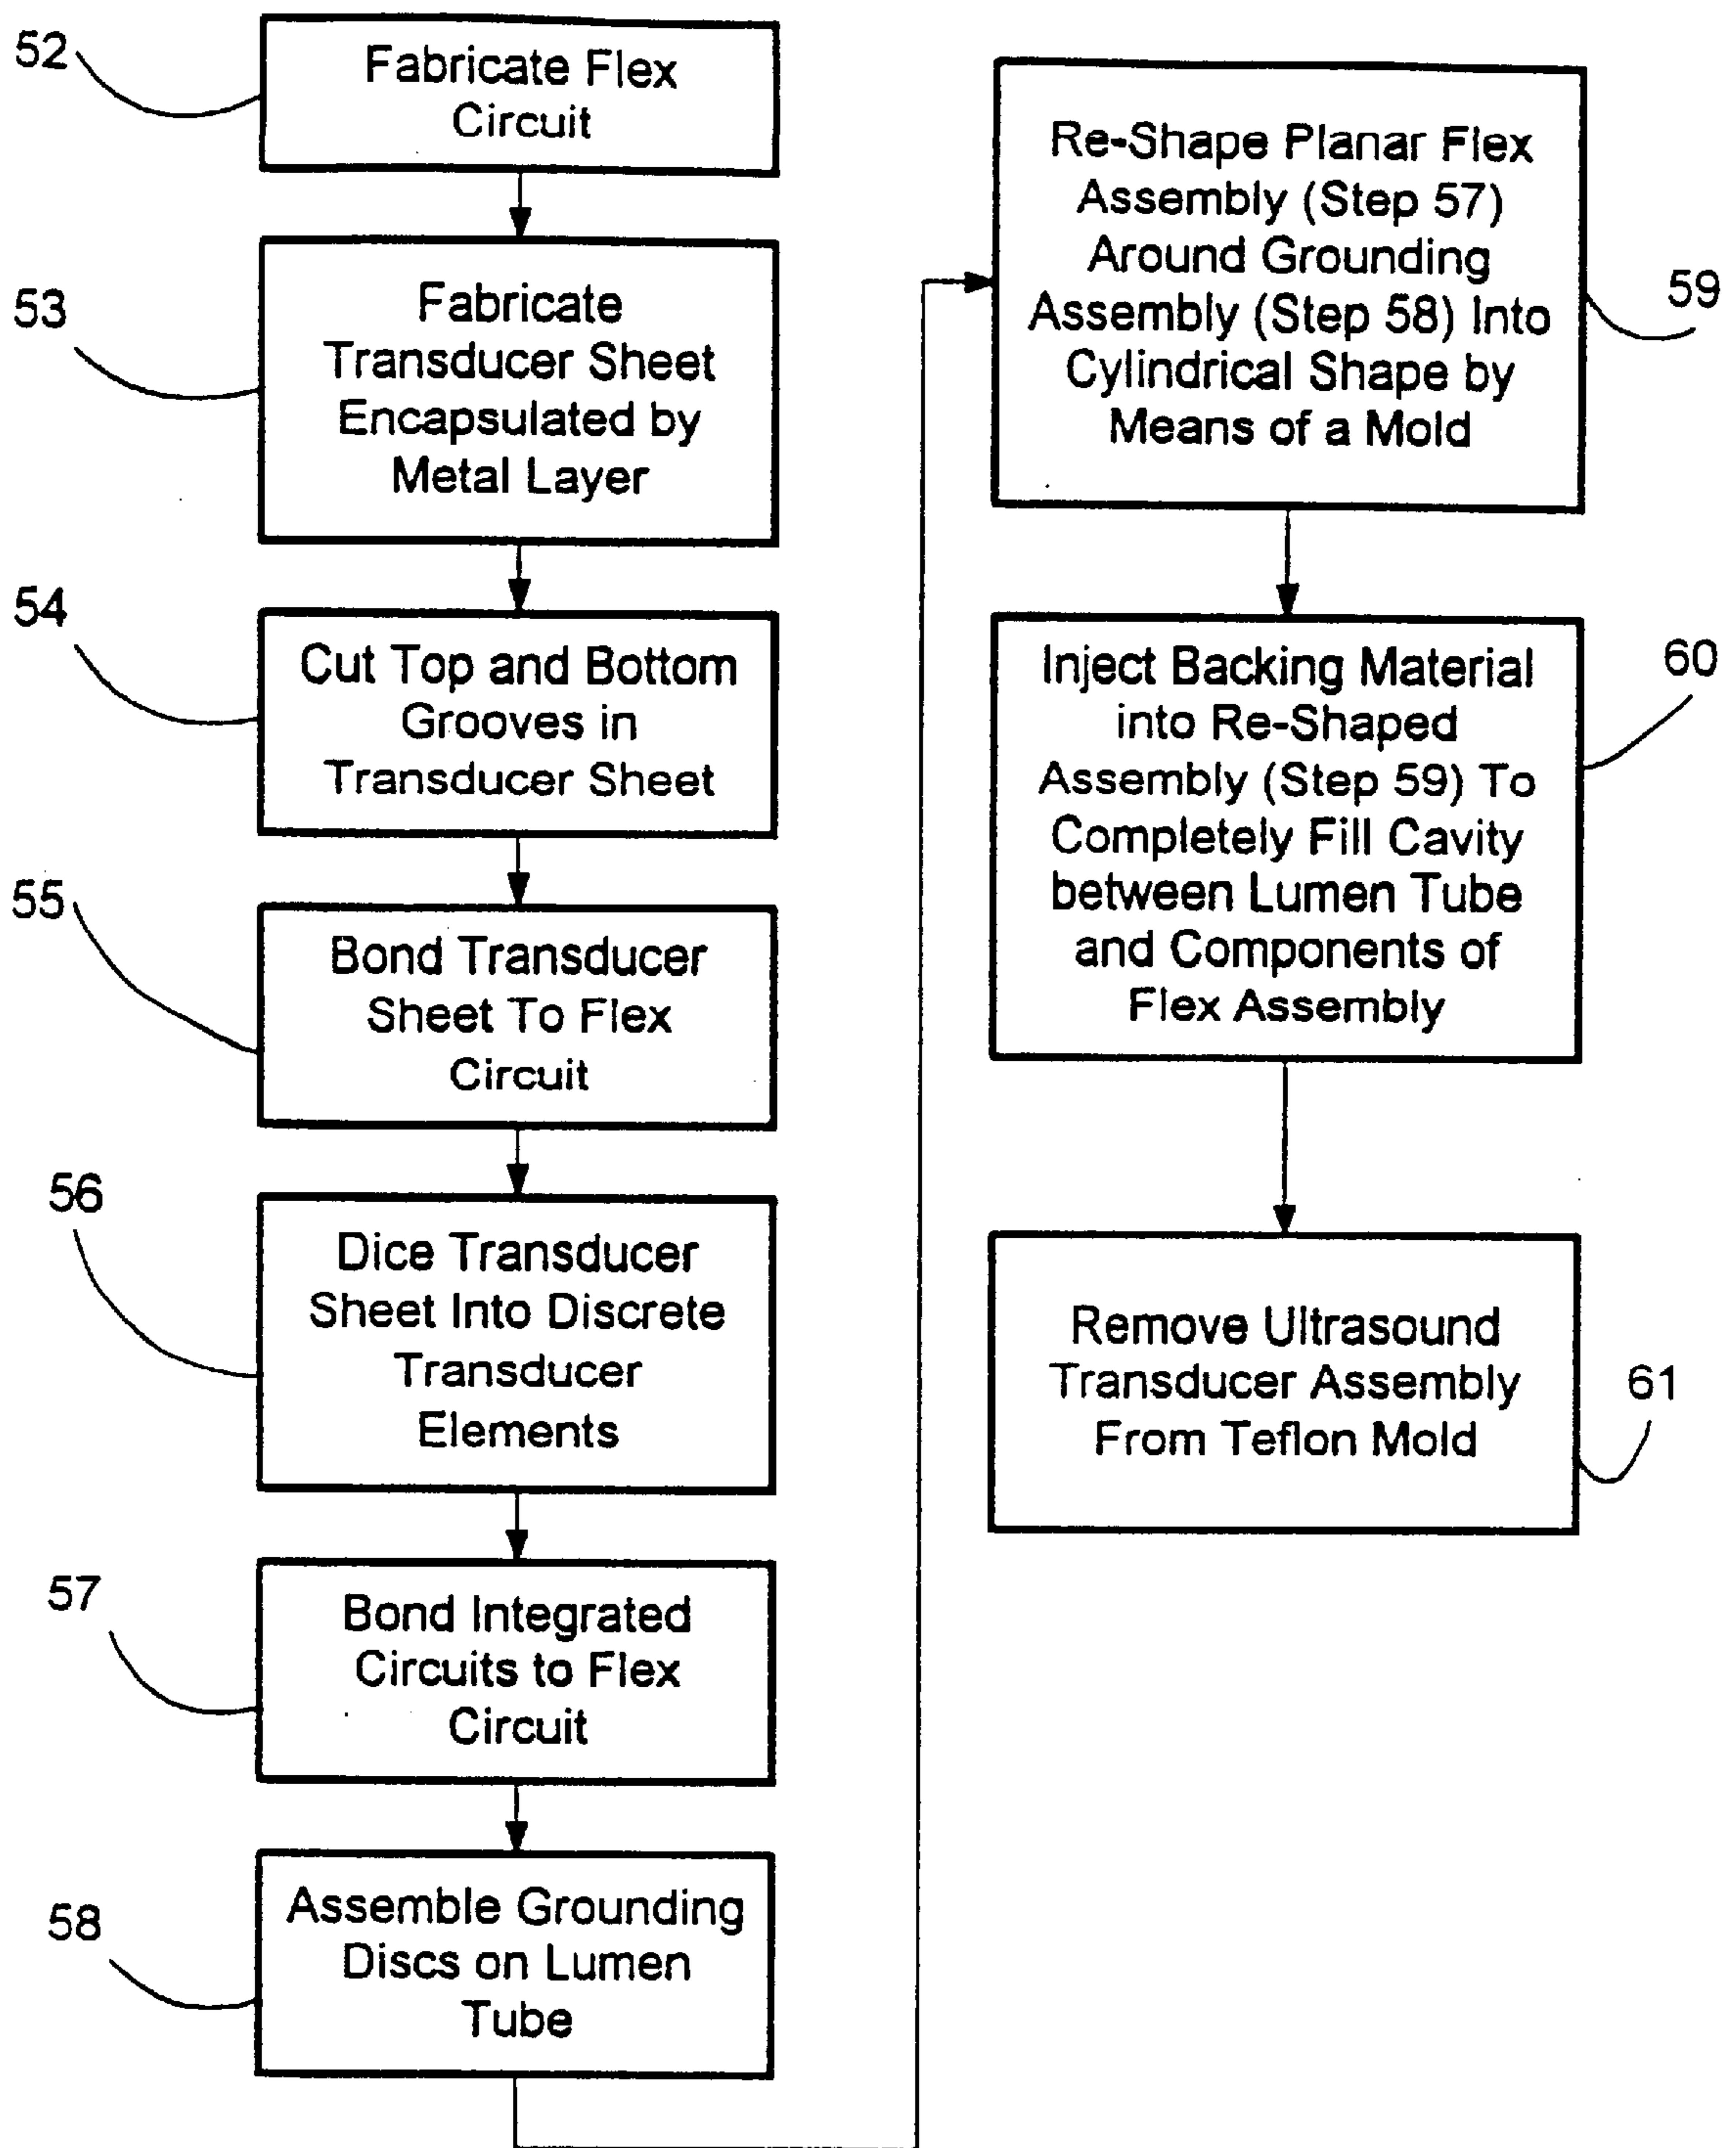 52
Fabricate Flex
Circuit
53
Fabricate
Transducer Sheet
Encapsulated by
Metal Layer
54
Cut Top and Bottom
Grooves in
Transducer Sheet
55
Bond Transducer
Sheet To Flex
Circuit
56
Dice Transducer
Sheet Into Discrete
Transducer
Elements
57
Bond Integrated
Circuits to Flex
Circuit
58
Assemble Grounding
Discs on Lumen
Tube
Re-Shape Planar Flex
Assembly (Step 57)
Around Grounding
Assembly (Step 58) Into
Cylindrical Shape by
Means of a Mold
59
Inject Backing Material
into Re-Shaped
Assembly (Step 59) To
Completely Fill Cavity
between Lumen Tube
and Components of
Flex Assembly
60
Remove Ultrasound
Transducer Assembly
From Teflon Mold
61